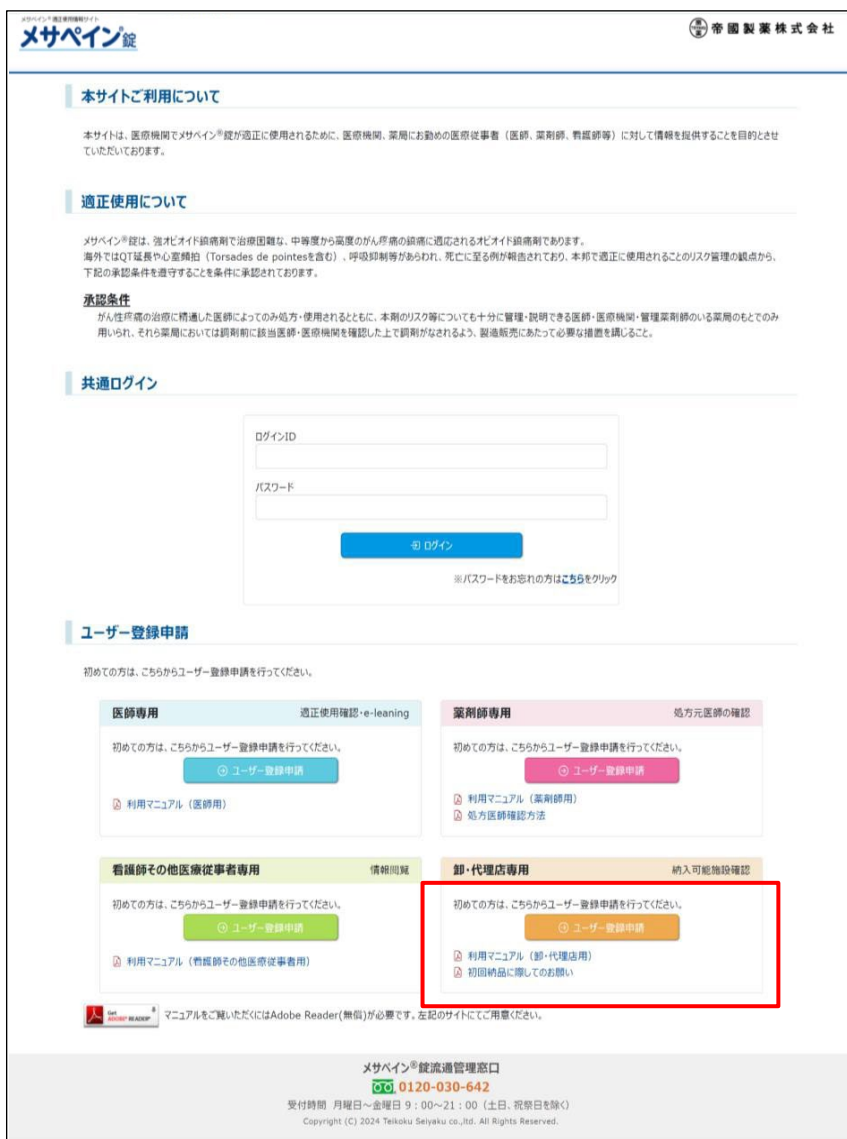 メサペイン®適正使用情報サイト
メサペイン®錠
帝國製薬株式会社
本サイトご利用について
本サイトは、医療機関でメサペイン®錠が適正に使用されるために、医療機関、薬局にお勤めの医療従事者（医師、薬剤師、看護師等）に対して情報を提供することを目的とさせ
ていただいております。
適正使用について
メサペイン®錠は、強オピオイド鎮痛剤で治療困難な、中等度から高度のがん疼痛の鎮痛に適応されるオピオイド鎮痛剤であります。
海外ではQT延長や心室頻拍（Torsades de pointesを含む）、呼吸抑制等があらわれ、死亡に至る例が報告されており、本邦で適正に使用されることのリスク管理の観点から、
下記の承認条件を遵守することを条件に承認されております。
承認条件
がん性疼痛の治療に精通した医師によってのみ処方・使用されるとともに、本剤のリスク等についても十分に管理・説明できる医師・医療機関・管理薬剤師のいる薬局のもとでのみ
用いられ、それら薬局においては調剤前に該当医師・医療機関を確認した上で調剤がなされるよう、製造販売にあたって必要な措置を講じること。
共通ログイン
ログインID
パスワード
ログイン
※パスワードをお忘れの方はこちらをクリック
ユーザー登録申請
初めての方は、こちらからユーザー登録申請を行ってください。
医師専用 適正使用確認・e-leaning
初めての方は、こちらからユーザー登録申請を行ってください。
ユーザー登録申請
利用マニュアル（医師用）
薬剤師専用 処方元医師の確認
初めての方は、こちらからユーザー登録申請を行ってください。
ユーザー登録申請
利用マニュアル（薬剤師用）
処方医師確認方法
看護師その他医療従事者専用 情報閲覧
初めての方は、こちらからユーザー登録申請を行ってください。
ユーザー登録申請
利用マニュアル（看護師その他医療従事者用）
卸・代理店専用 納入可能施設確認
初めての方は、こちらからユーザー登録申請を行ってください。
ユーザー登録申請
利用マニュアル（卸・代理店用）
初回納品に際してのお願い
Get ADOBE® READER®
マニュアルをご覧いただくにはAdobe Reader(無償)が必要です。左記のサイトにてご用意ください。
メサペイン®錠流通管理窓口
0120-030-642
受付時間 月曜日～金曜日 9：00～21：00（土日、祝祭日を除く）
Copyright (C) 2024 Teikoku Seiyaku co.,ltd. All Rights Reserved.